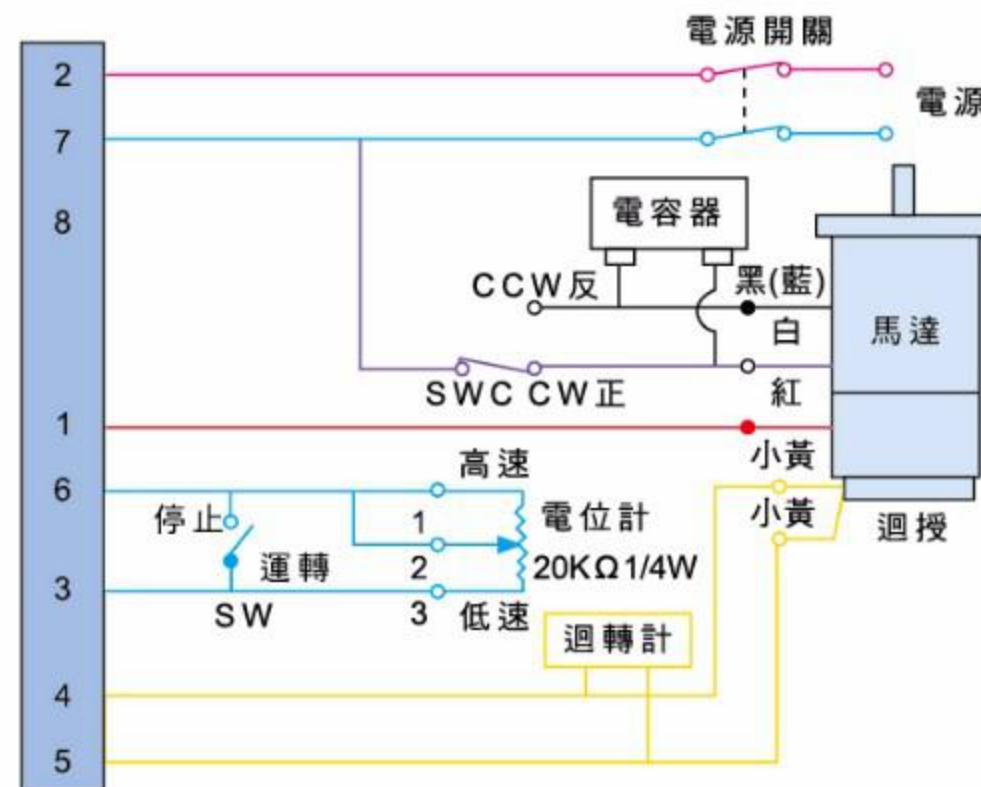 電源開關
2
電源
7
8
電容器
CCW反
黑(藍)
白
馬達
SWC CW正
紅
1
小黃
高速
6
小黃
停止
1
電位計
迴授
運轉
2
20KΩ1/4W
3
SW
3
低速
迴轉計
4
5